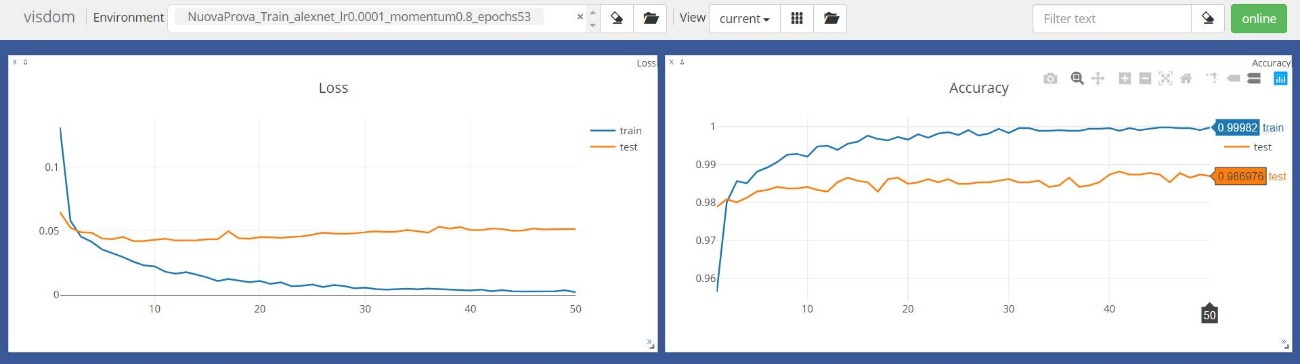 visdom Environment NuovaProva_Train_alexnet_lr0.0001_momentum0.8_epochs53 × View current Filter text online
x Loss
Loss
train
test
0.1
0.05
0
10 20 30 40 50
x Accuracy
Accuracy
1
0.99
0.98
0.97
0.96
0.99982 train
test
0.986976 test
10 20 30 40 50